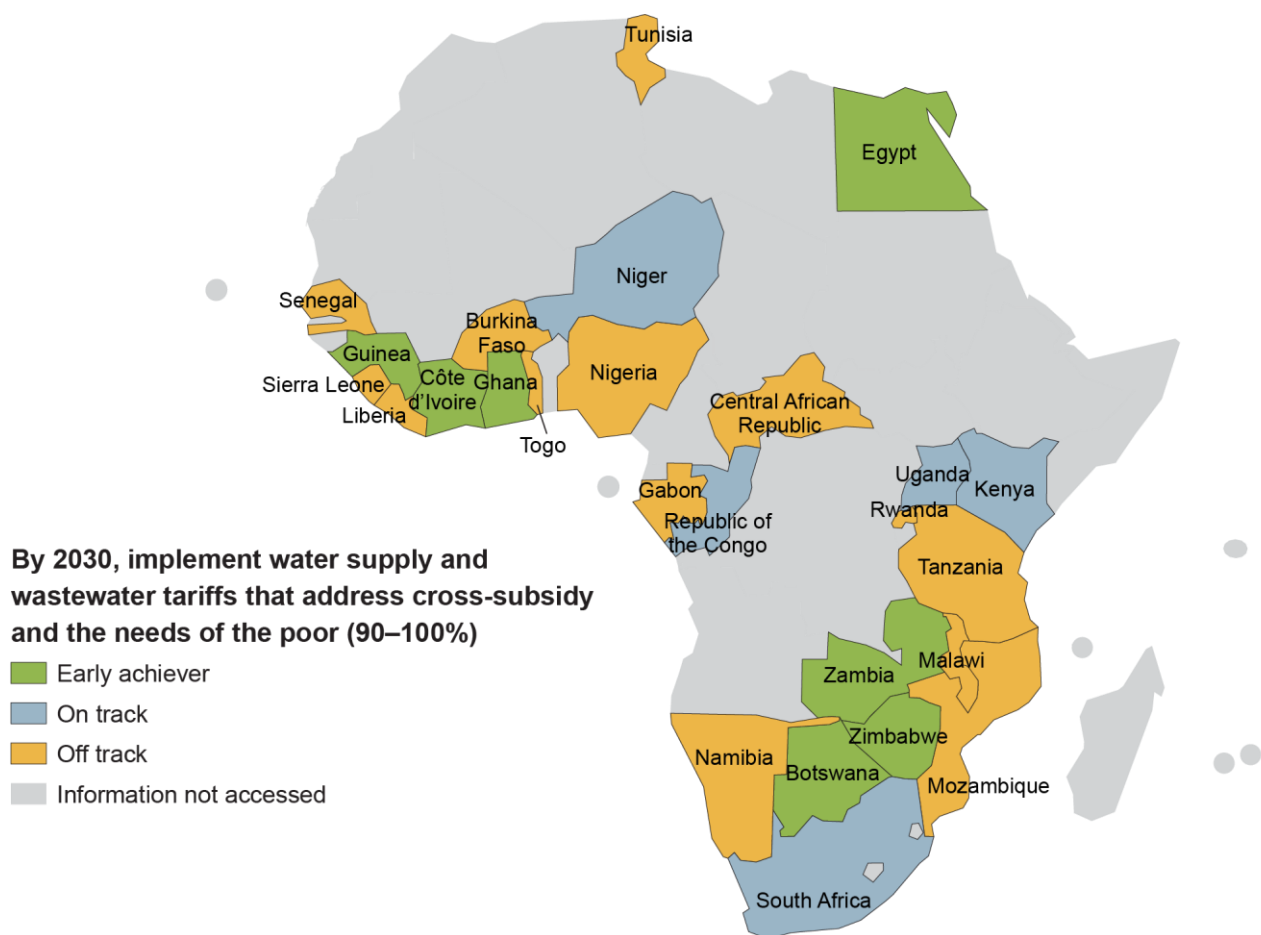 Tunisia
Egypt
Niger
Senegal
Burkina
Faso
Guinea
Côte
d’Ivoire
Ghana
Nigeria
Sierra Leone
Liberia
Togo
Central African
Republic
Uganda
Kenya
Gabon
Rwanda
Republic of
the Congo
Tanzania
By 2030, implement water supply and
wastewater tariffs that address cross-subsidy
and the needs of the poor (90–100%)
Early achiever
On track
Off track
Information not accessed
Malawi
Zambia
Zimbabwe
Namibia
Botswana
Mozambique
South Africa